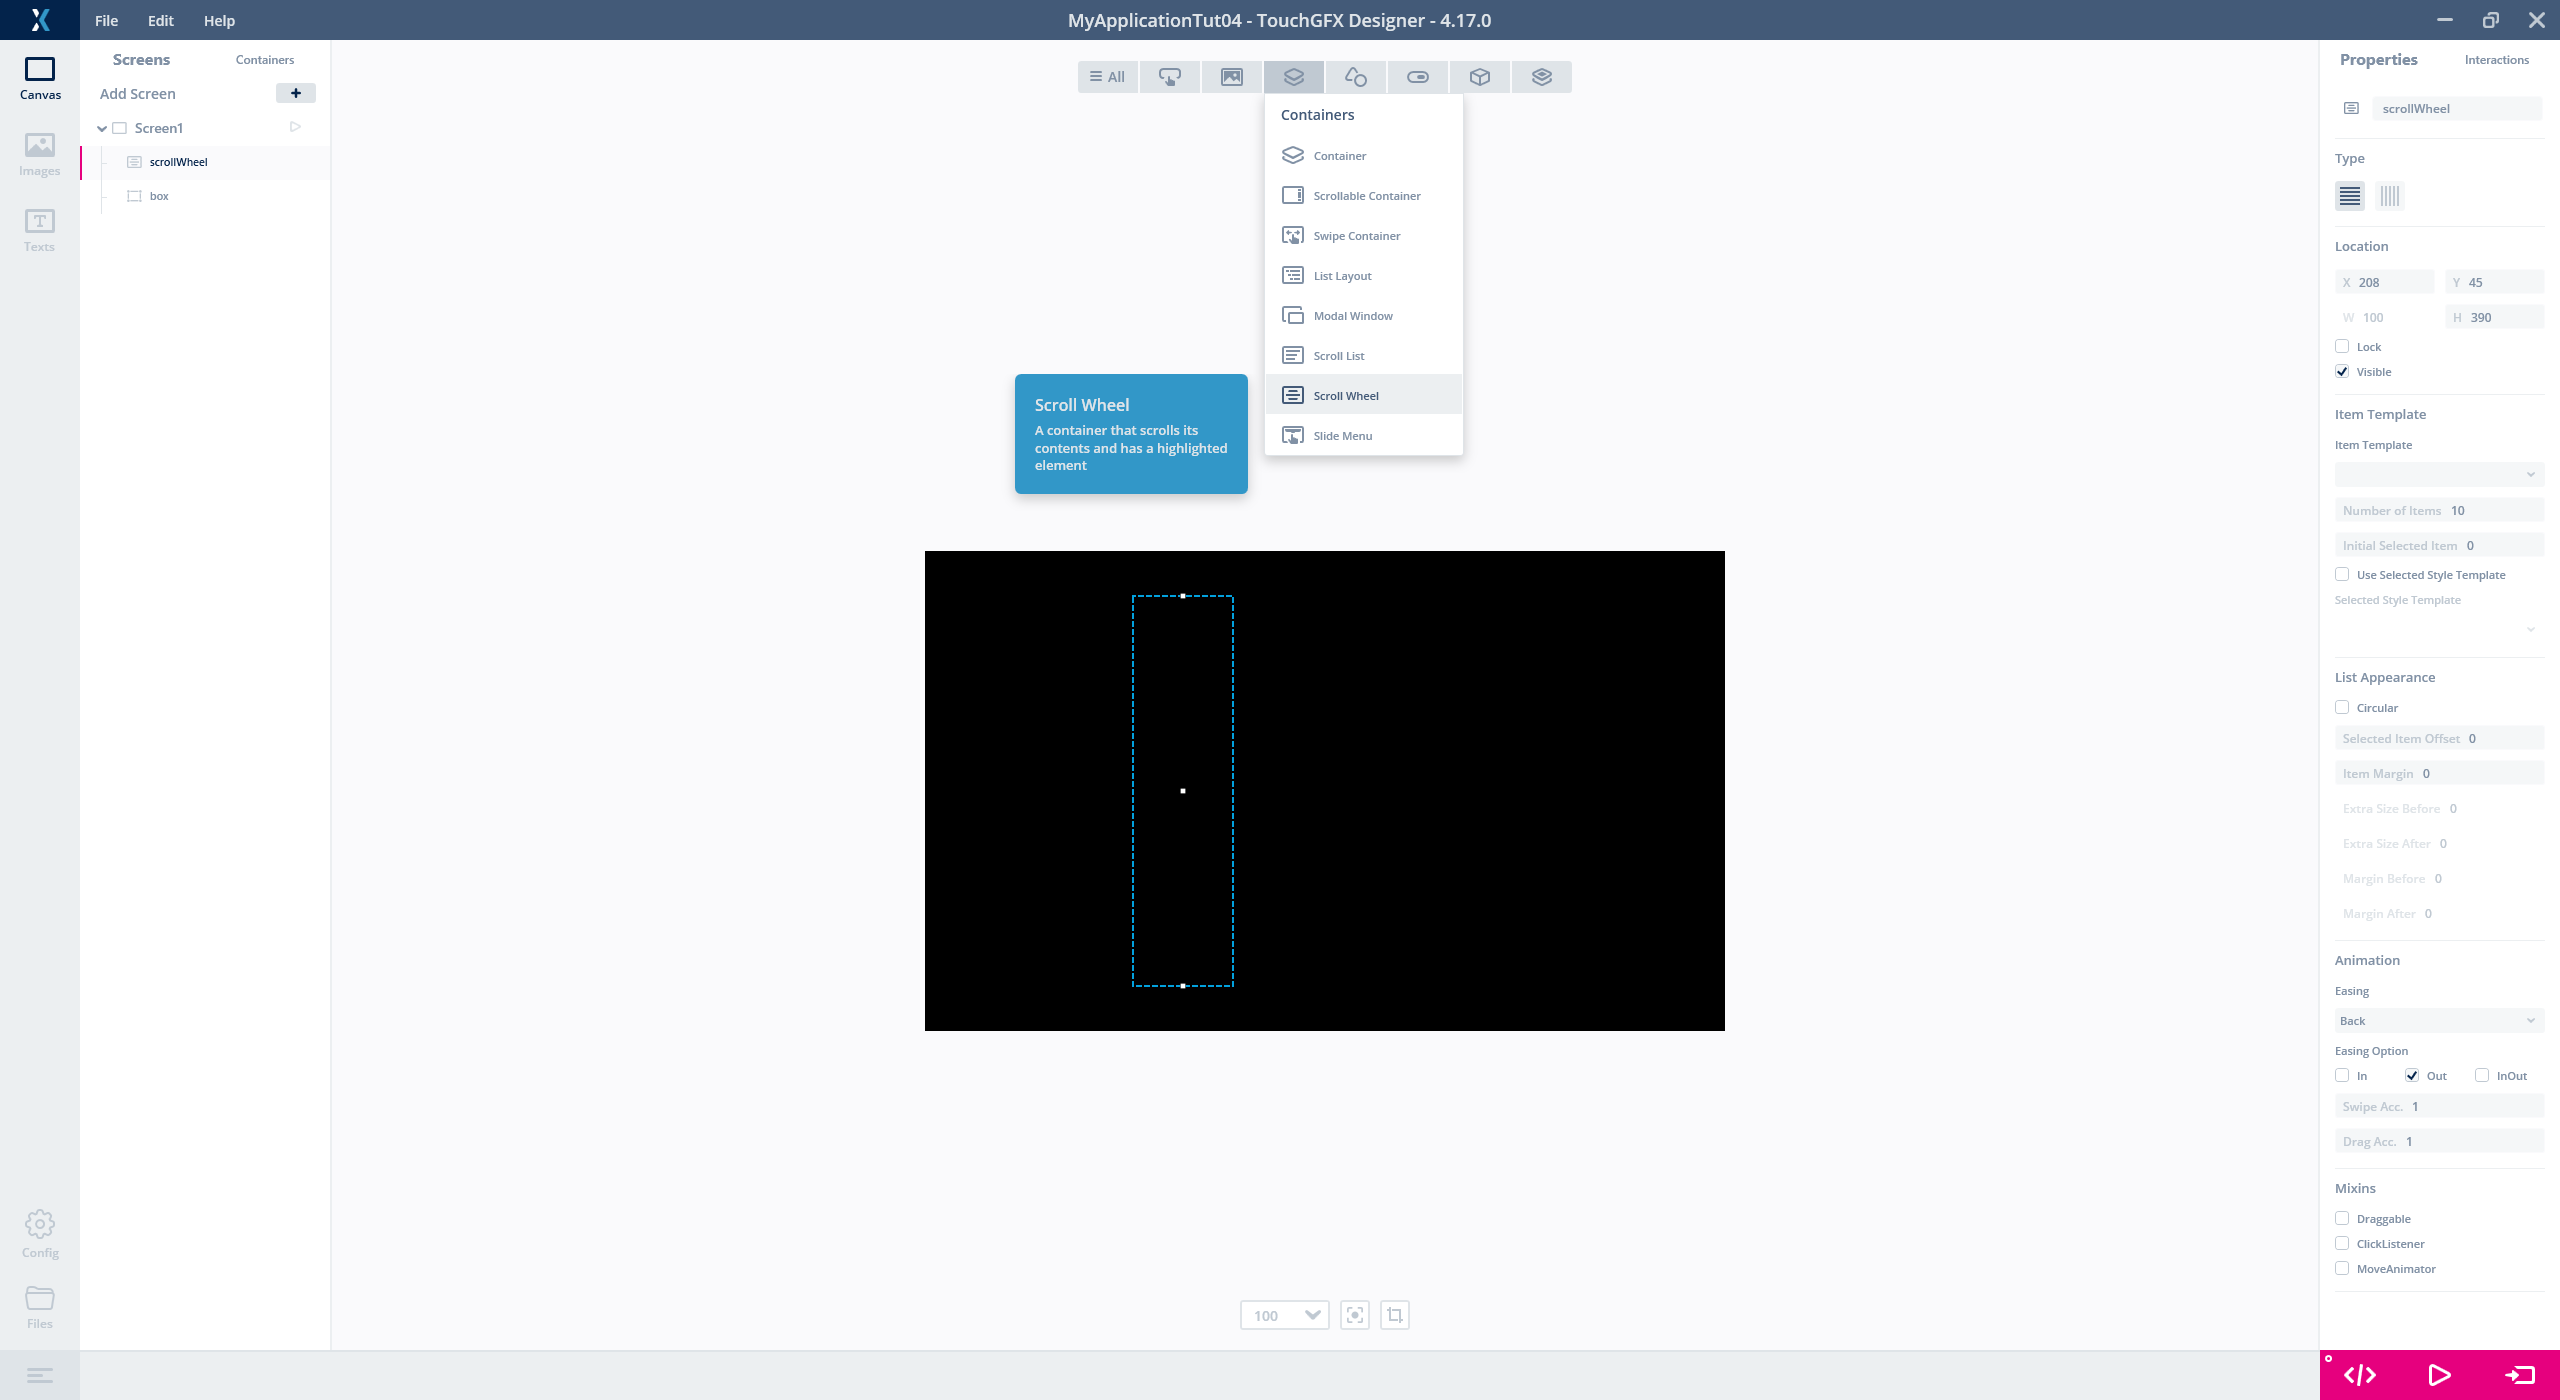 File Edit Help
MyApplicationTut04 - TouchGFX Designer - 4.17.0
Canvas
Images
Texts
Config
Files
Screens Containers
Add Screen
Screen1
scrollWheel
box
All
Containers
Container
Scrollable Container
Swipe Container
List Layout
Modal Window
Scroll List
Scroll Wheel
Slide Menu
Scroll Wheel
A container that scrolls its
contents and has a highlighted
element
100
Properties Interactions
scrollWheel
Type
Location
X 208 Y 45
W 100 H 390
Lock
Visible
Item Template
Item Template
Number of Items 10
Initial Selected Item 0
Use Selected Style Template
Selected Style Template
List Appearance
Circular
Selected Item Offset 0
Item Margin 0
Extra Size Before 0
Extra Size After 0
Margin Before 0
Margin After 0
Animation
Easing
Back
Easing Option
In Out InOut
Swipe Acc. 1
Drag Acc. 1
Mixins
Draggable
ClickListener
MoveAnimator